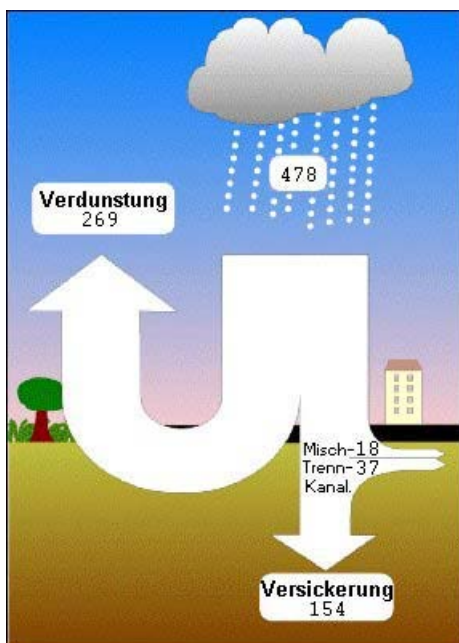 478
Verdunstung
269
Misch-18
Trenn-37
Kanal.
Versickerung
154